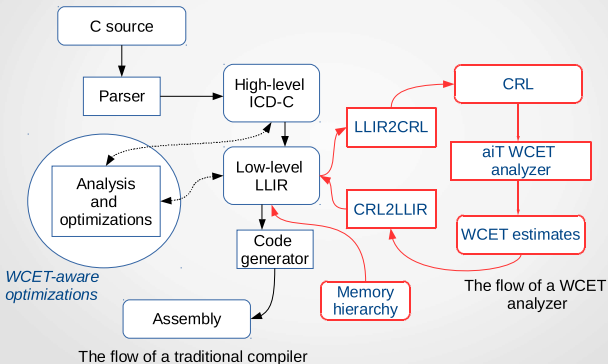 C source
Parser
High-level
ICD-C
LLIR2CRL
CRL
aiT WCET
analyzer
Analysis
and
optimizations
Low-level
LLIR
CRL2LLIR
WCET estimates
Code
generator
WCET-aware
optimizations
Memory
hierarchy
The flow of a WCET
analyzer
Assembly
The flow of a traditional compiler